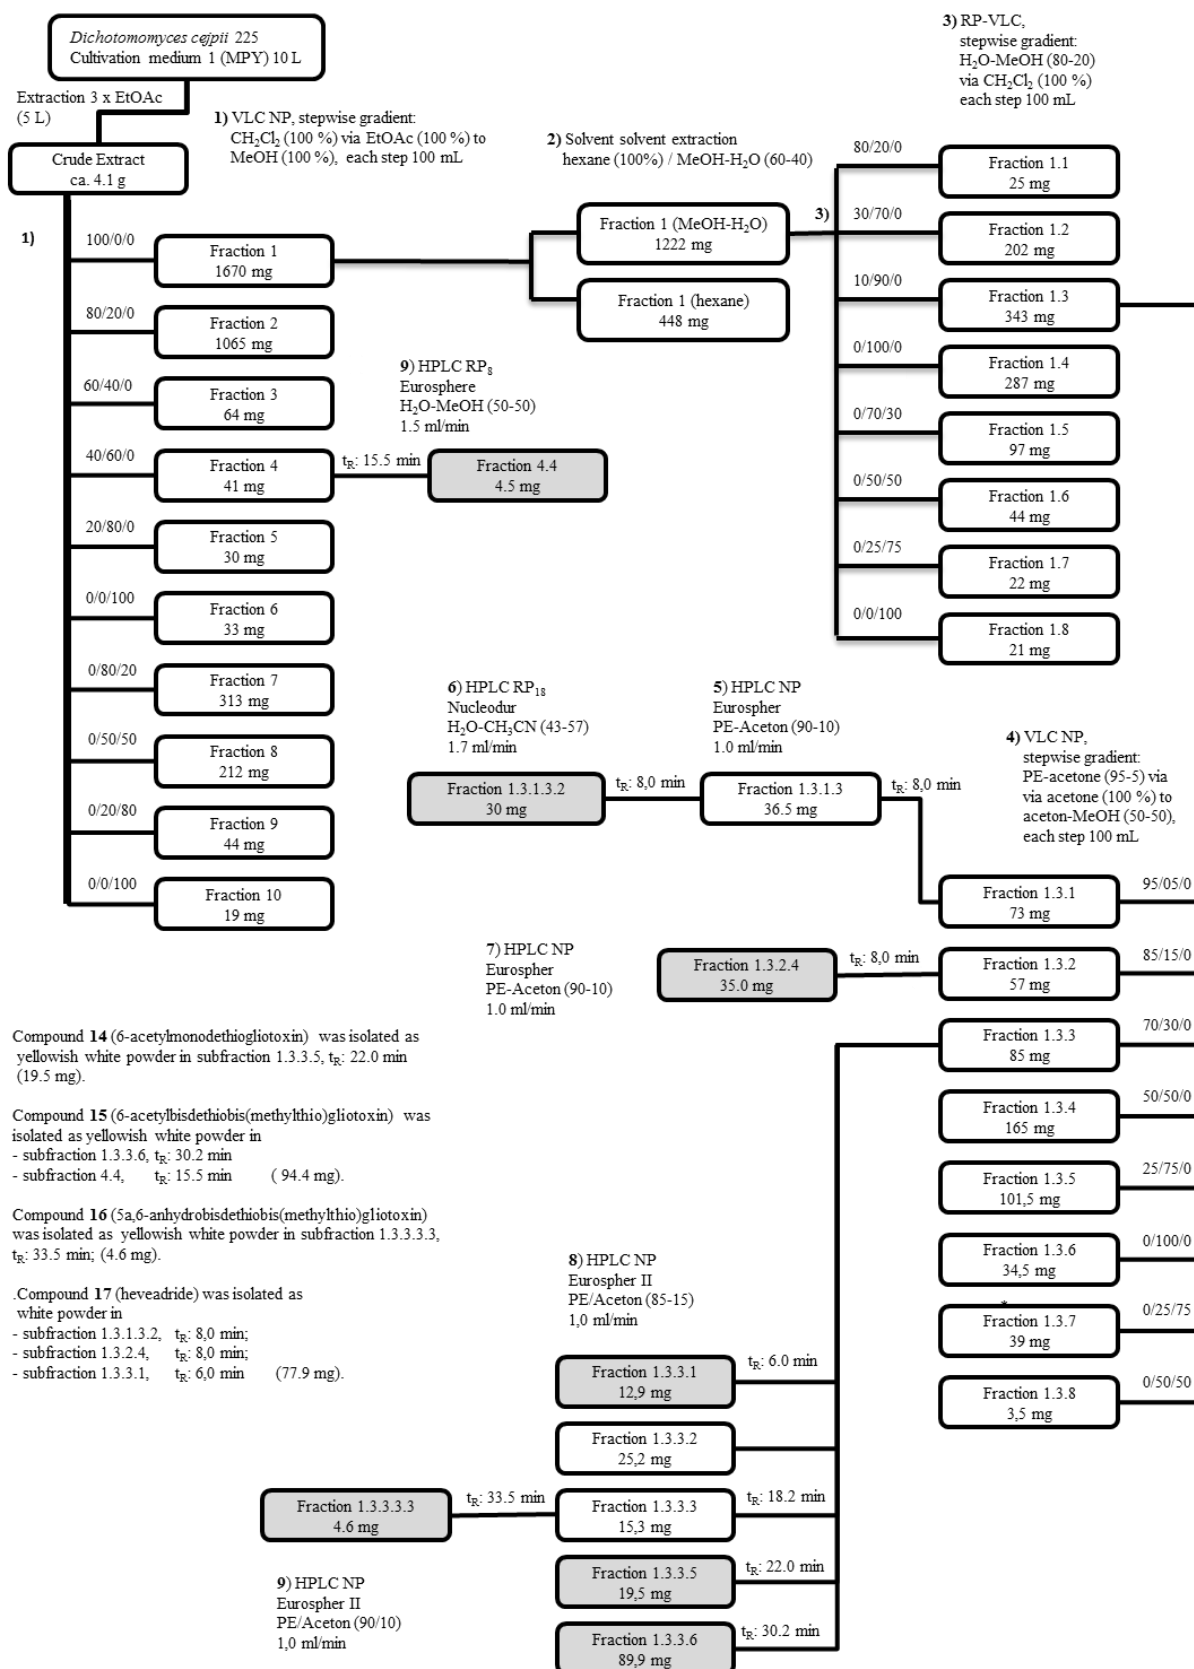 Dichotomomyces cejpii 225
Cultivation medium 1 (MPY) 10 L
Extraction 3 x EtOAc
(5 L)
Crude Extract
ca. 4.1 g
1) VLC NP, stepwise gradient:
CH₂Cl₂ (100 %) via EtOAc (100 %) to
MeOH (100 %), each step 100 mL
2) Solvent solvent extraction
hexane (100%) / MeOH-H₂O (60-40)
3) RP-VLC,
stepwise gradient:
H₂O-MeOH (80-20)
via CH₂Cl₂ (100 %)
each step 100 mL
1)
100/0/0
Fraction 1
1670 mg
80/20/0
Fraction 2
1065 mg
60/40/0
Fraction 3
64 mg
40/60/0
Fraction 4
41 mg
20/80/0
Fraction 5
30 mg
0/0/100
Fraction 6
33 mg
0/80/20
Fraction 7
313 mg
0/50/50
Fraction 8
212 mg
0/20/80
Fraction 9
44 mg
0/0/100
Fraction 10
19 mg
Fraction 1 (MeOH-H₂O)
1222 mg
Fraction 1 (hexane)
448 mg
9) HPLC RP₈
Eurosphere
H₂O-MeOH (50-50)
1.5 ml/min
t_R: 15.5 min
Fraction 4.4
4.5 mg
3)
80/20/0
Fraction 1.1
25 mg
30/70/0
Fraction 1.2
202 mg
10/90/0
Fraction 1.3
343 mg
0/100/0
Fraction 1.4
287 mg
0/70/30
Fraction 1.5
97 mg
0/50/50
Fraction 1.6
44 mg
0/25/75
Fraction 1.7
22 mg
0/0/100
Fraction 1.8
21 mg
6) HPLC RP₁₈
Nucleodur
H₂O-CH₃CN (43-57)
1.7 ml/min
5) HPLC NP
Eurospher
PE-Aceton (90-10)
1.0 ml/min
4) VLC NP,
stepwise gradient:
PE-acetone (95-5) via
via acetone (100 %) to
aceton-MeOH (50-50),
each step 100 mL
Fraction 1.3.1.3.2
30 mg
t_R: 8,0 min
Fraction 1.3.1.3
36.5 mg
t_R: 8,0 min
Fraction 1.3.1
73 mg
95/05/0
7) HPLC NP
Eurospher
PE-Aceton (90-10)
1.0 ml/min
Fraction 1.3.2.4
35.0 mg
t_R: 8,0 min
Fraction 1.3.2
57 mg
85/15/0
Fraction 1.3.3
85 mg
70/30/0
Fraction 1.3.4
165 mg
50/50/0
Fraction 1.3.5
101,5 mg
25/75/0
Fraction 1.3.6
34,5 mg
0/100/0
Fraction 1.3.7
39 mg
0/25/75
Fraction 1.3.8
3,5 mg
0/50/50
Compound 14 (6-acetylmonodethiogliotoxin) was isolated as
yellowish white powder in subfraction 1.3.3.5, t_R: 22.0 min
(19.5 mg).
Compound 15 (6-acetylbisdethiobis(methylthio)gliotoxin) was
isolated as yellowish white powder in
- subfraction 1.3.3.6, t_R: 30.2 min
- subfraction 4.4, t_R: 15.5 min ( 94.4 mg).
Compound 16 (5a,6-anhydrobisdethiobis(methylthio)gliotoxin)
was isolated as yellowish white powder in subfraction 1.3.3.3.3,
t_R: 33.5 min; (4.6 mg).
.Compound 17 (heveadride) was isolated as
white powder in
- subfraction 1.3.1.3.2, t_R: 8,0 min;
- subfraction 1.3.2.4, t_R: 8,0 min;
- subfraction 1.3.3.1, t_R: 6,0 min (77.9 mg).
8) HPLC NP
Eurospher II
PE/Aceton (85-15)
1,0 ml/min
Fraction 1.3.3.1
12,9 mg
t_R: 6.0 min
Fraction 1.3.3.2
25,2 mg
Fraction 1.3.3.3.3
4.6 mg
t_R: 33.5 min
Fraction 1.3.3.3
15,3 mg
t_R: 18.2 min
Fraction 1.3.3.5
19,5 mg
t_R: 22.0 min
Fraction 1.3.3.6
89,9 mg
t_R: 30.2 min
9) HPLC NP
Eurospher II
PE/Aceton (90/10)
1,0 ml/min